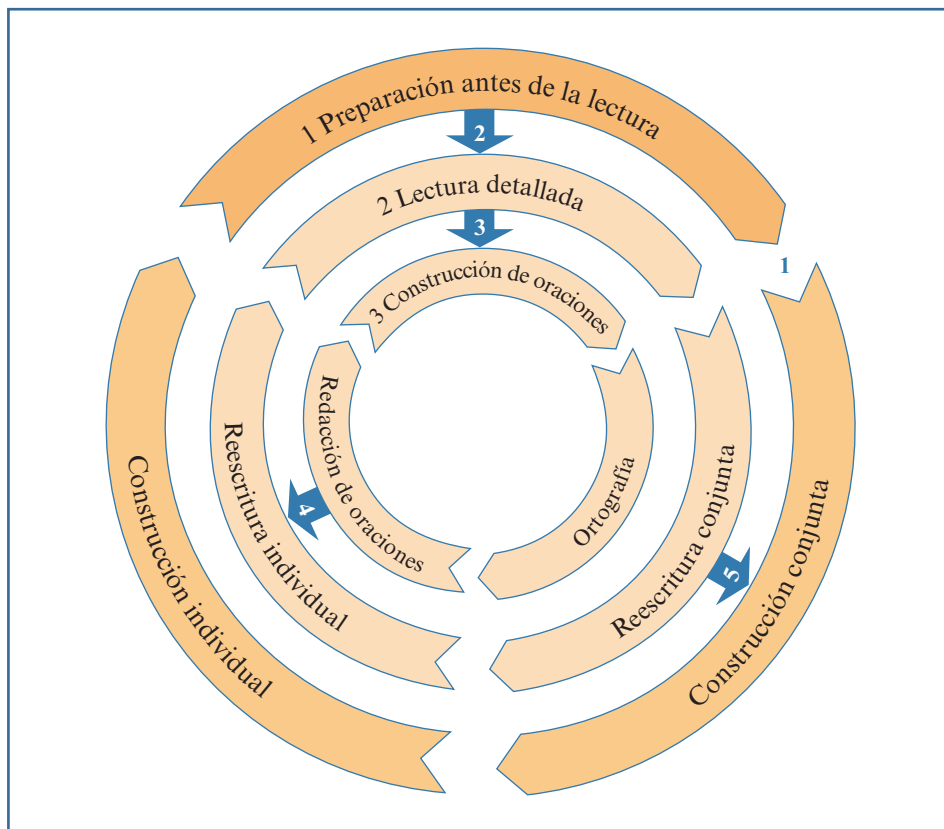 1 Preparación antes de la lectura
2
2 Lectura detallada
3
3 Construcción de oraciones
1
Redacción de oraciones
Ortografía
4
Reescritura individual
Reescritura conjunta
5
Construcción individual
Construcción conjunta